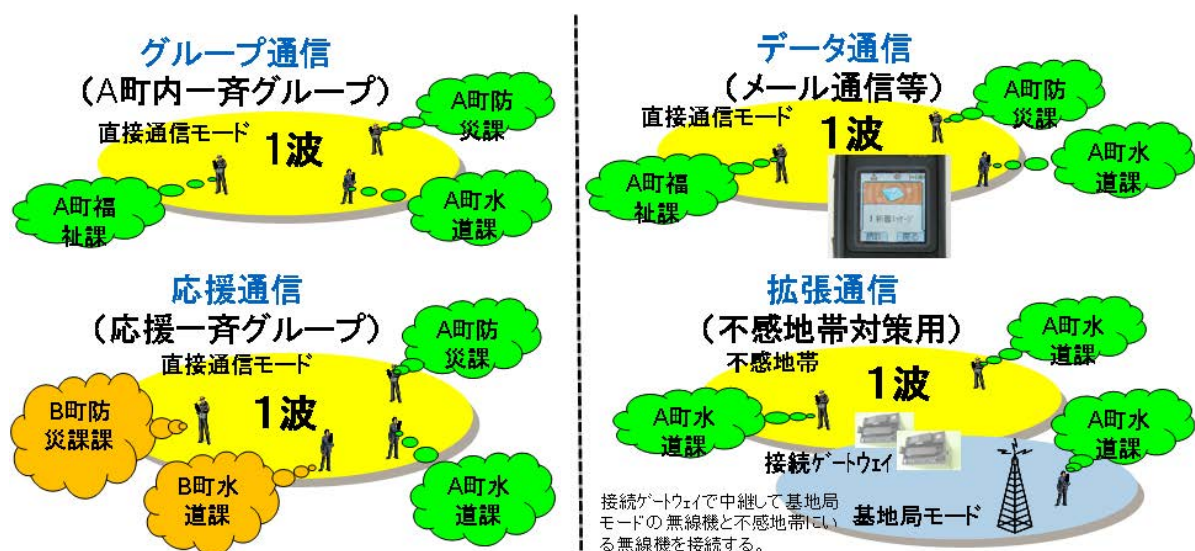 グループ通信
（A町内一斉グループ）
直接通信モード
1波
A町防
災課
A町福
祉課
A町水
道課
データ通信
（メール通信等）
直接通信モード
1波
A町防
災課
A町福
祉課
A町水
道課
応援通信
（応援一斉グループ）
直接通信モード
1波
A町防
災課
B町防
災課課
B町水
道課
A町水
道課
拡張通信
（不感地帯対策用）
不感地帯
1波
A町水
道課
A町水
道課
A町水
道課
接続ゲートウェイ
基地局モード
接続ゲートウェイで中継して基地局
モードの無線機と不感地帯にい
る無線機を接続する。